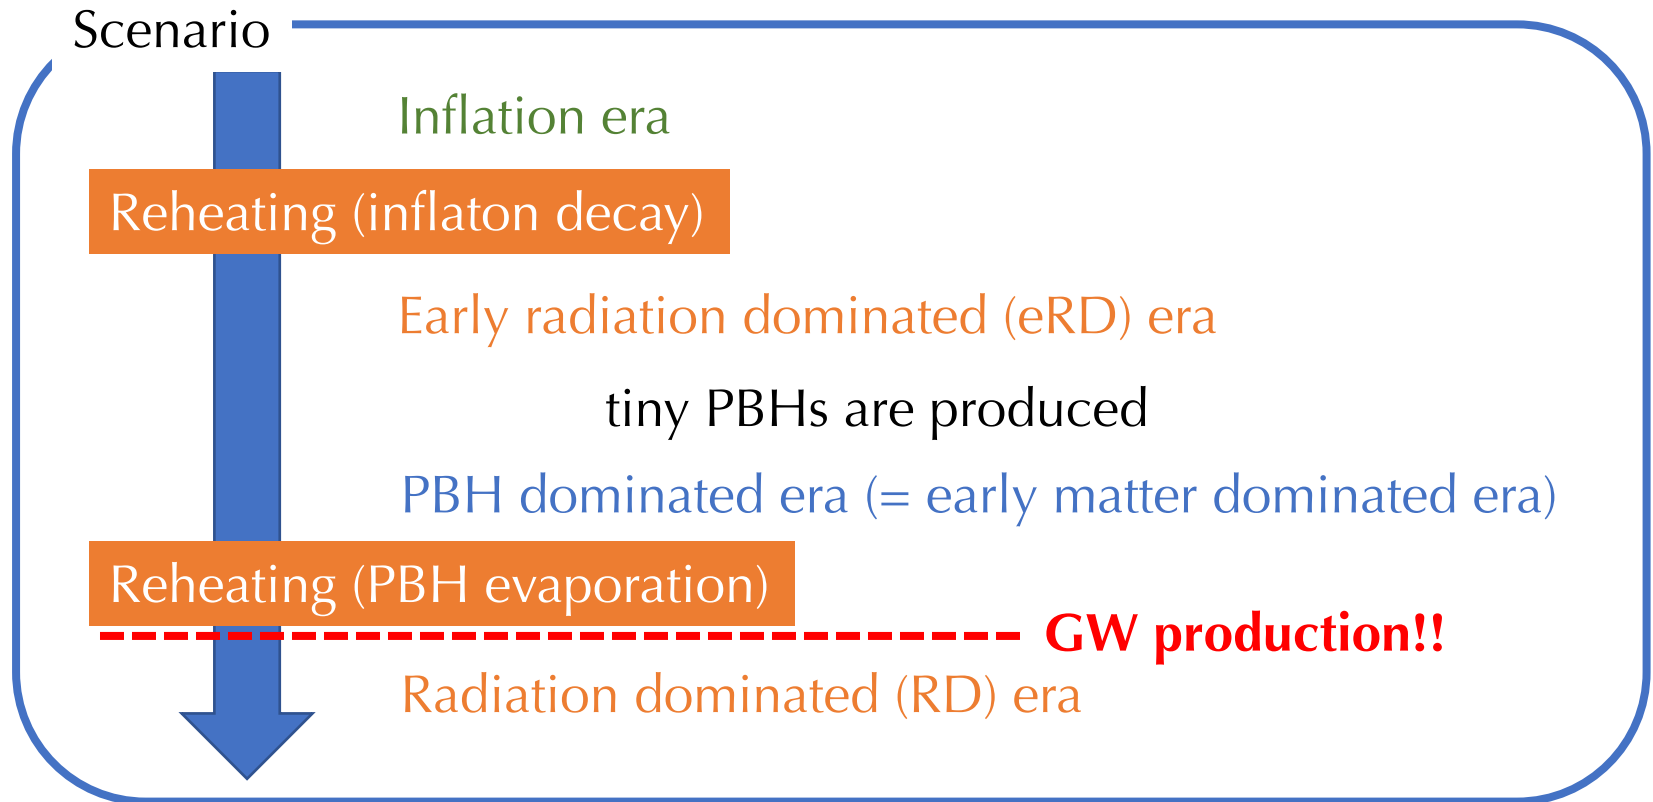 Scenario
Inflation era
Reheating (inflaton decay)
Early radiation dominated (eRD) era
tiny PBHs are produced
PBH dominated era (= early matter dominated era)
Reheating (PBH evaporation)
GW production!!
Radiation dominated (RD) era